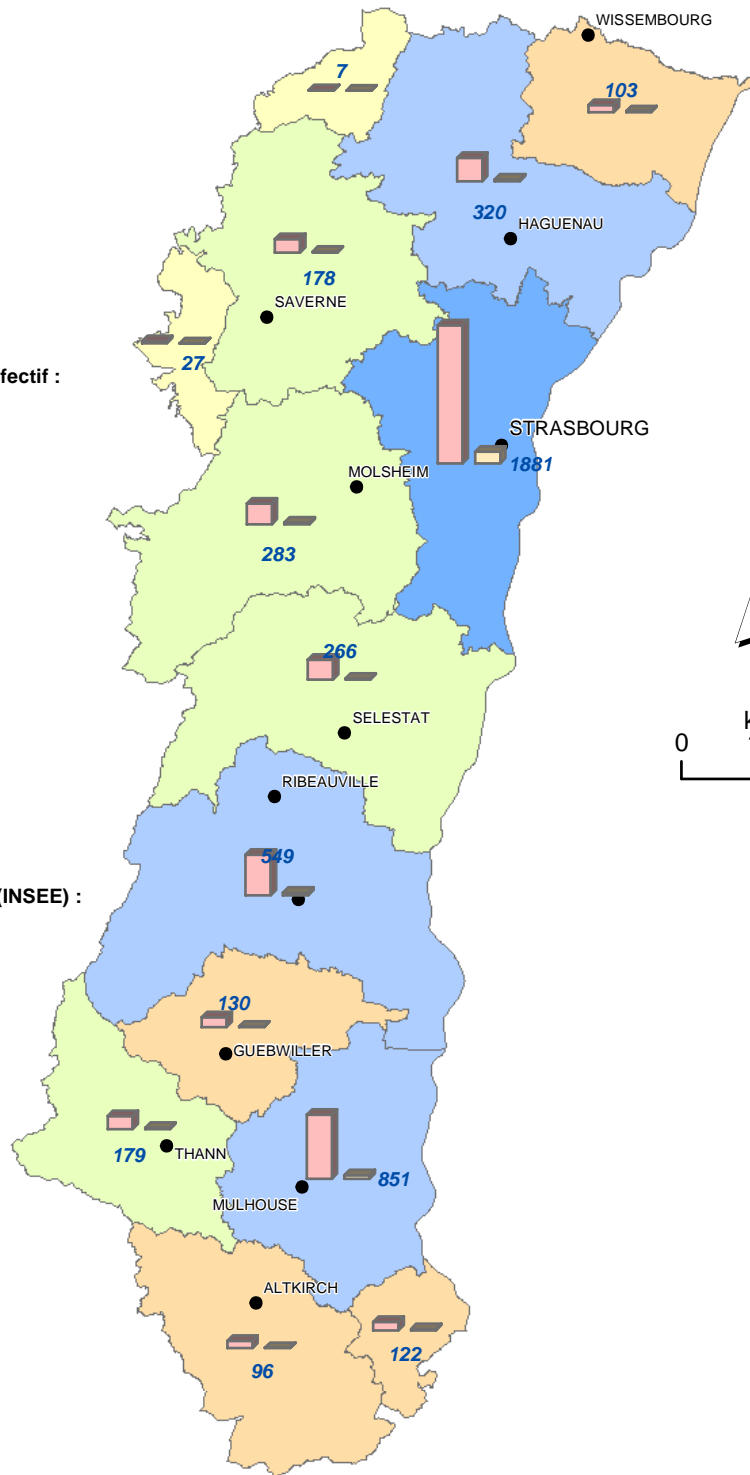 WISSEMBOURG
7
103
320
HAGUENAU
178
SAVERNE
27
fectif :
STRASBOURG
1881
MOLSHEIM
283
266
SELESTAT
k
0
RIBEAUVILLE
549
(INSEE) :
130
GUEBWILLER
179
THANN
851
MULHOUSE
ALTKIRCH
122
96